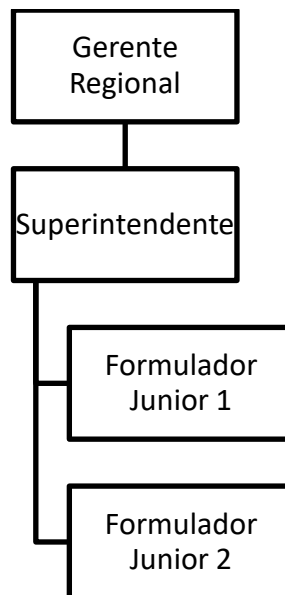 Gerente
Regional
Superintendente
Formulador
Junior 1
Formulador
Junior 2